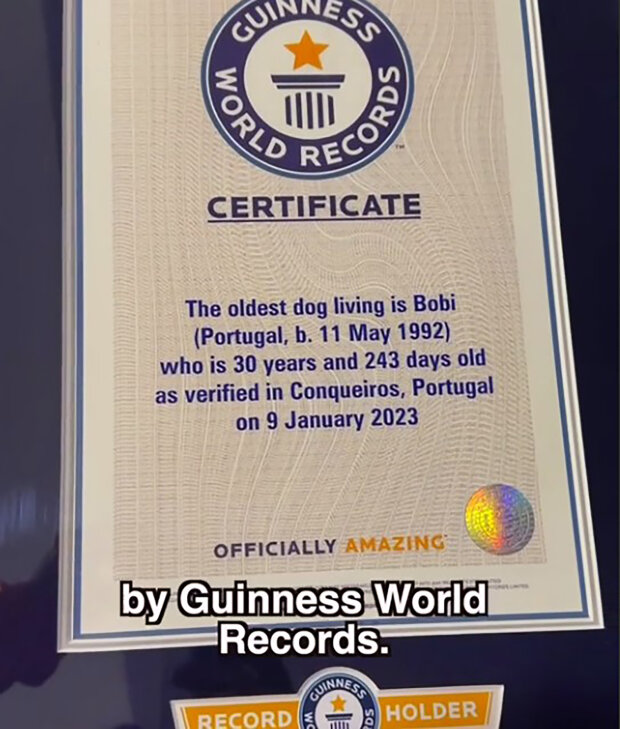 GUINNESS
WORLD RECORDS
TM
CERTIFICATE
The oldest dog living is Bobi
(Portugal, b. 11 May 1992)
who is 30 years and 243 days old
as verified in Conqueiros, Portugal
on 9 January 2023
OFFICIALLY AMAZING
by Guinness World
Records.
GUINNESS
RECORD HOLDER